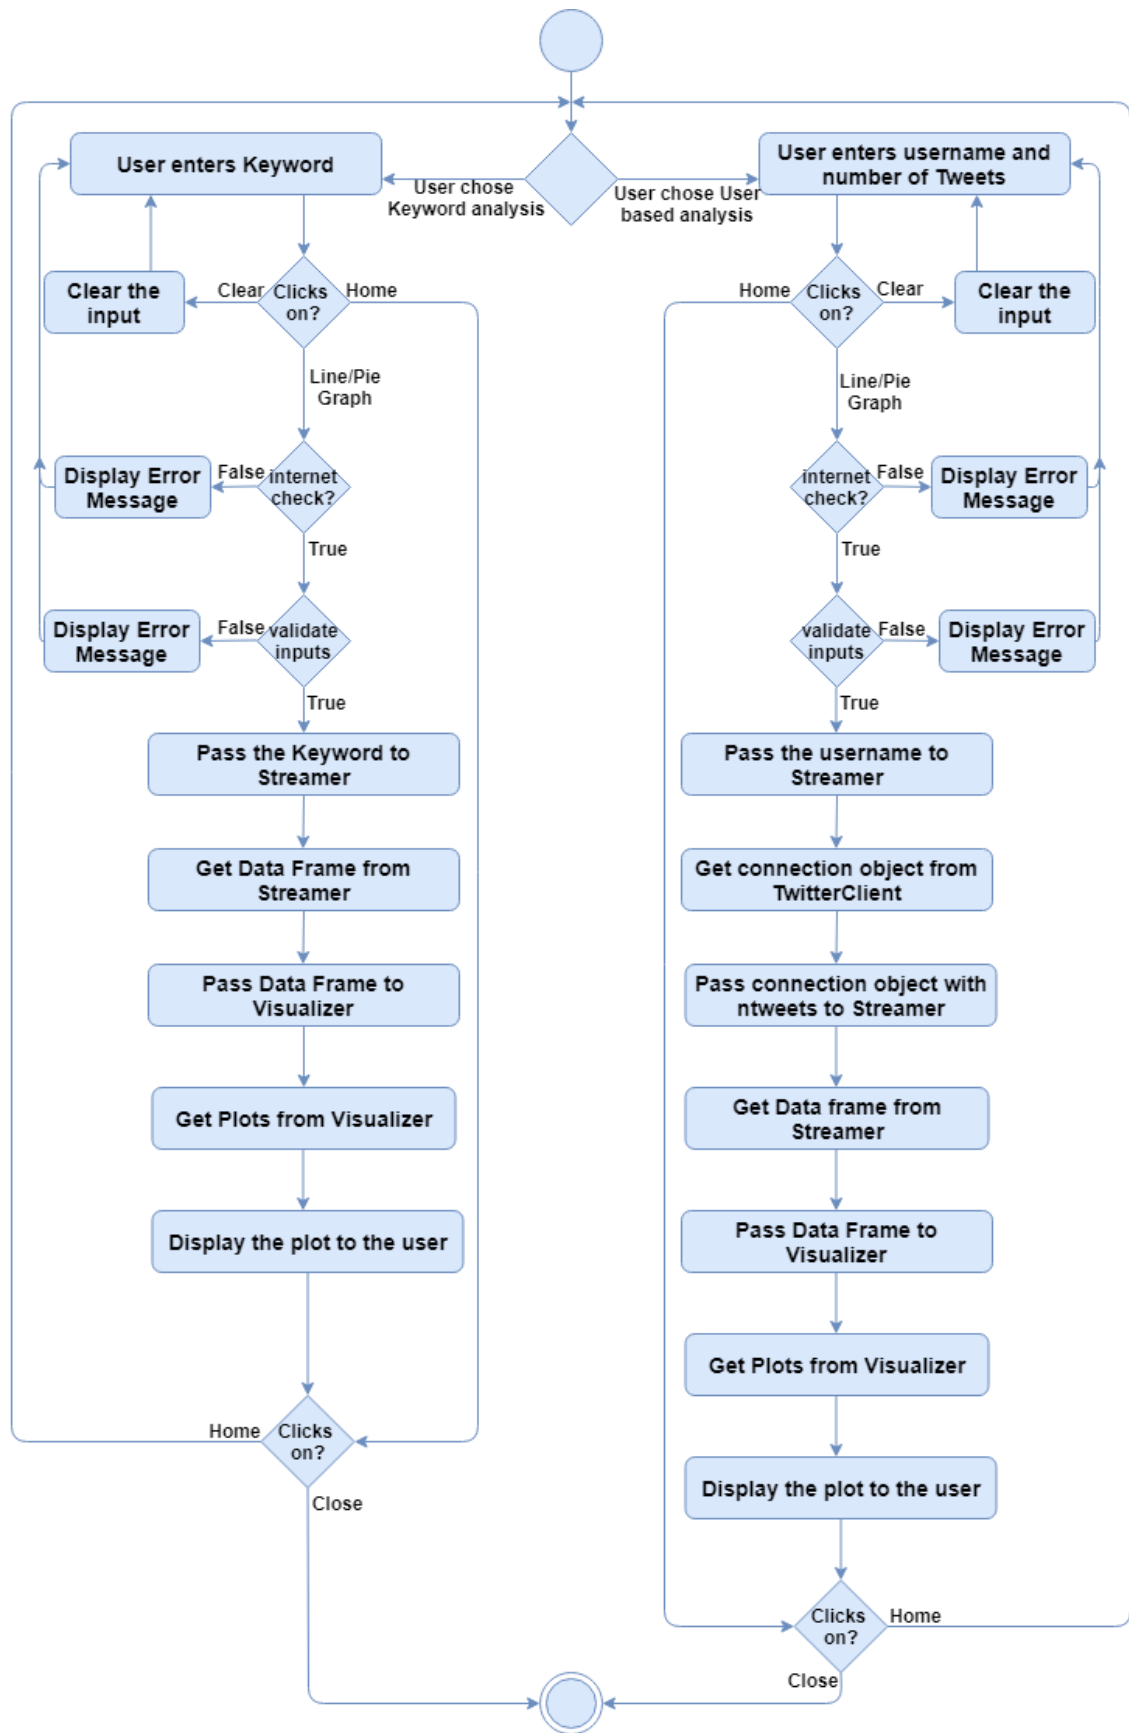 User enters Keyword
User chose
Keyword analysis
User chose User
based analysis
User enters username and
number of Tweets
Clear the
input
Clear
Clicks
on?
Home
Home
Clicks
on?
Clear
Clear the
input
Line/Pie
Graph
Line/Pie
Graph
Display Error
Message
False
internet
check?
internet
check?
False
Display Error
Message
True
True
Display Error
Message
False
validate
inputs
validate
inputs
False
Display Error
Message
True
True
Pass the Keyword to
Streamer
Pass the username to
Streamer
Get Data Frame from
Streamer
Get connection object from
TwitterClient
Pass Data Frame to
Visualizer
Pass connection object with
ntweets to Streamer
Get Plots from Visualizer
Get Data frame from
Streamer
Display the plot to the user
Pass Data Frame to
Visualizer
Get Plots from Visualizer
Home
Clicks
on?
Close
Display the plot to the user
Clicks
on?
Home
Close